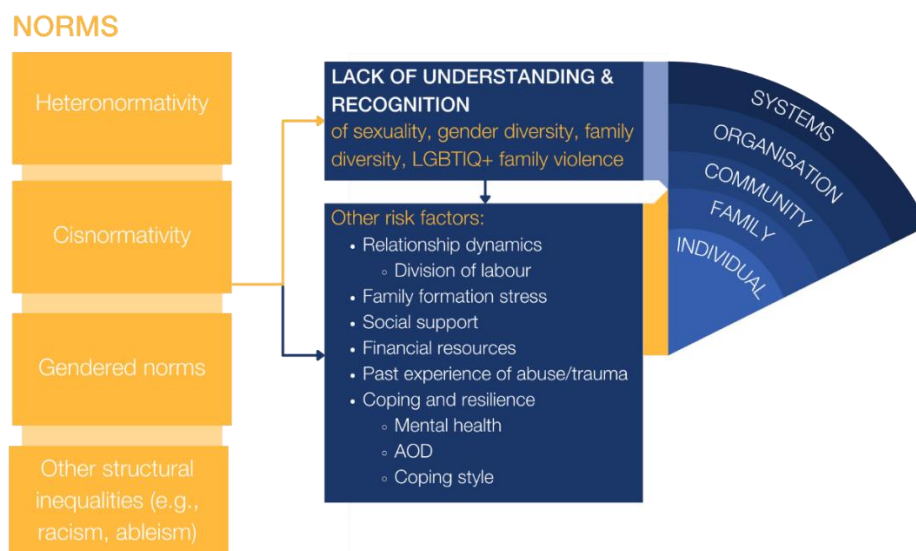 NORMS
Heteronormativity
Cisnormativity
Gendered norms
Other structural
inequalities (e.g.,
racism, ableism)
LACK OF UNDERSTANDING &
RECOGNITION
of sexuality, gender diversity, family
diversity, LGBTIQ+ family violence
Other risk factors:
• Relationship dynamics
◦ Division of labour
• Family formation stress
• Social support
• Financial resources
• Past experience of abuse/trauma
• Coping and resilience
◦ Mental health
◦ AOD
◦ Coping style
SYSTEMS
ORGANISATION
COMMUNITY
FAMILY
INDIVIDUAL